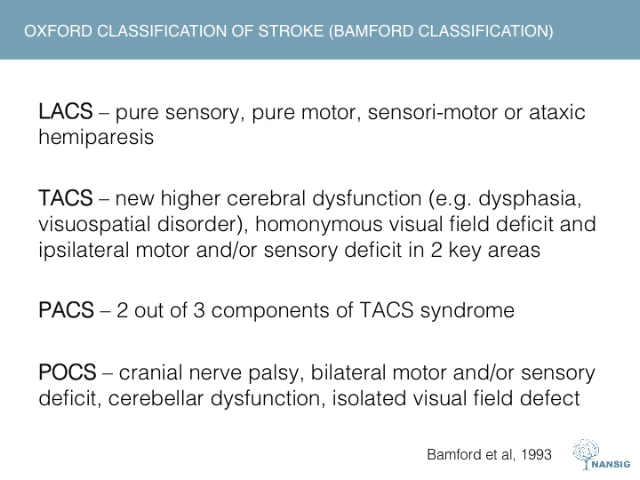 OXFORD CLASSIFICATION OF STROKE (BAMFORD CLASSIFICATION)
LACS – pure sensory, pure motor, sensori-motor or ataxic
hemiparesis
TACS – new higher cerebral dysfunction (e.g. dysphasia,
visuospatial disorder), homonymous visual field deficit and
ipsilateral motor and/or sensory deficit in 2 key areas
PACS – 2 out of 3 components of TACS syndrome
POCS – cranial nerve palsy, bilateral motor and/or sensory
deficit, cerebellar dysfunction, isolated visual field defect
Bamford et al, 1993
NANSIG